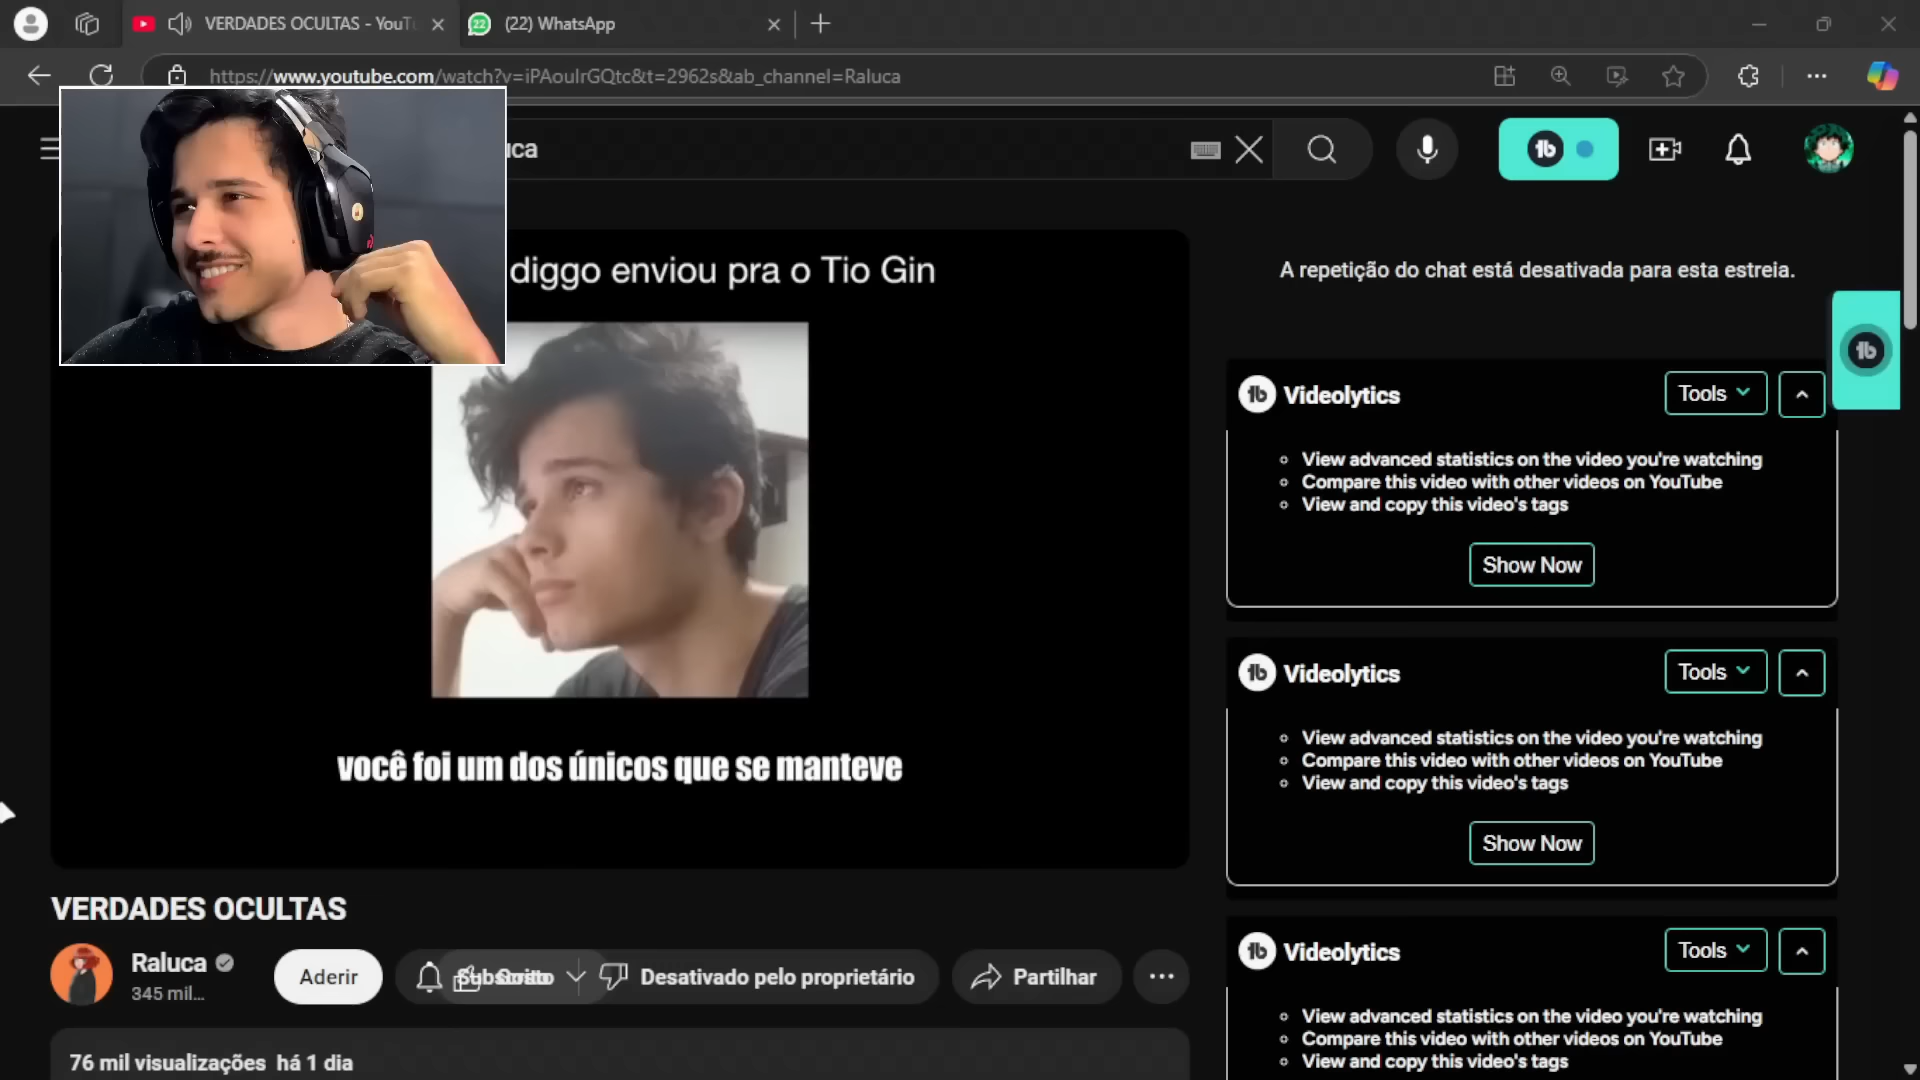 VERDADES OCULTAS - YouT
22
(22) WhatsApp
https://www.youtube.com/watch?v=iPAoulrGQtc&t=2962s&ab_channel=Raluca
uca
diggo enviou pra o Tio Gin
você foi um dos únicos que se manteve
A repetição do chat está desativada para esta estreia.
Videolytics
Tools
View advanced statistics on the video you're watching
Compare this video with other videos on YouTube
View and copy this video's tags
Show Now
Videolytics
Tools
View advanced statistics on the video you're watching
Compare this video with other videos on YouTube
View and copy this video's tags
Show Now
Videolytics
Tools
View advanced statistics on the video you're watching
Compare this video with other videos on YouTube
View and copy this video's tags
VERDADES OCULTAS
Raluca
345 mil...
Aderir
Desativado pelo proprietário
Partilhar
76 mil visualizações há 1 dia